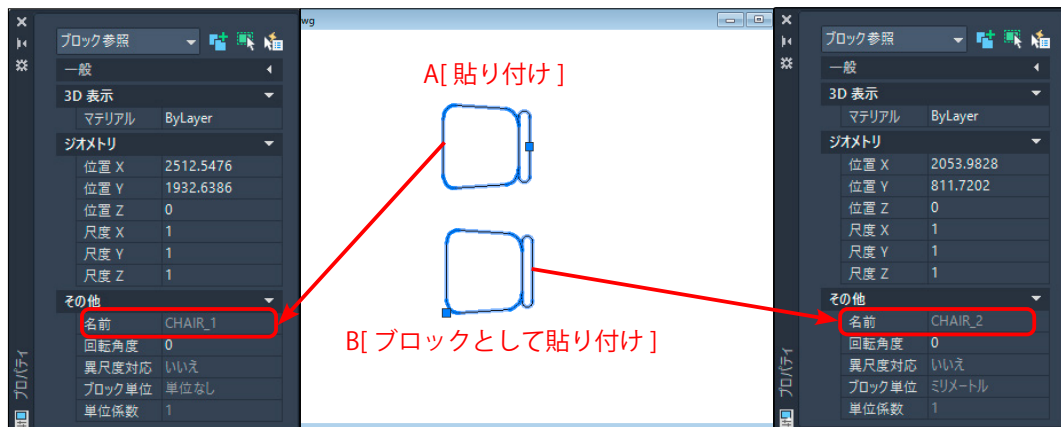 ブロック参照
一般
3D 表示
マテリアル ByLayer
ジオメトリ
位置 X 2512.5476
位置 Y 1932.6386
位置 Z 0
尺度 X 1
尺度 Y 1
尺度 Z 1
その他
名前 CHAIR_1
回転角度 0
異尺度対応 いいえ
ブロック単位 単位なし
単位係数 1
プロパティ
wg
A[ 貼り付け ]
B[ ブロックとして貼り付け ]
ブロック参照
一般
3D 表示
マテリアル ByLayer
ジオメトリ
位置 X 2053.9828
位置 Y 811.7202
位置 Z 0
尺度 X 1
尺度 Y 1
尺度 Z 1
その他
名前 CHAIR_2
回転角度 0
異尺度対応 いいえ
ブロック単位 ミリメートル
単位係数 1
プロパティ